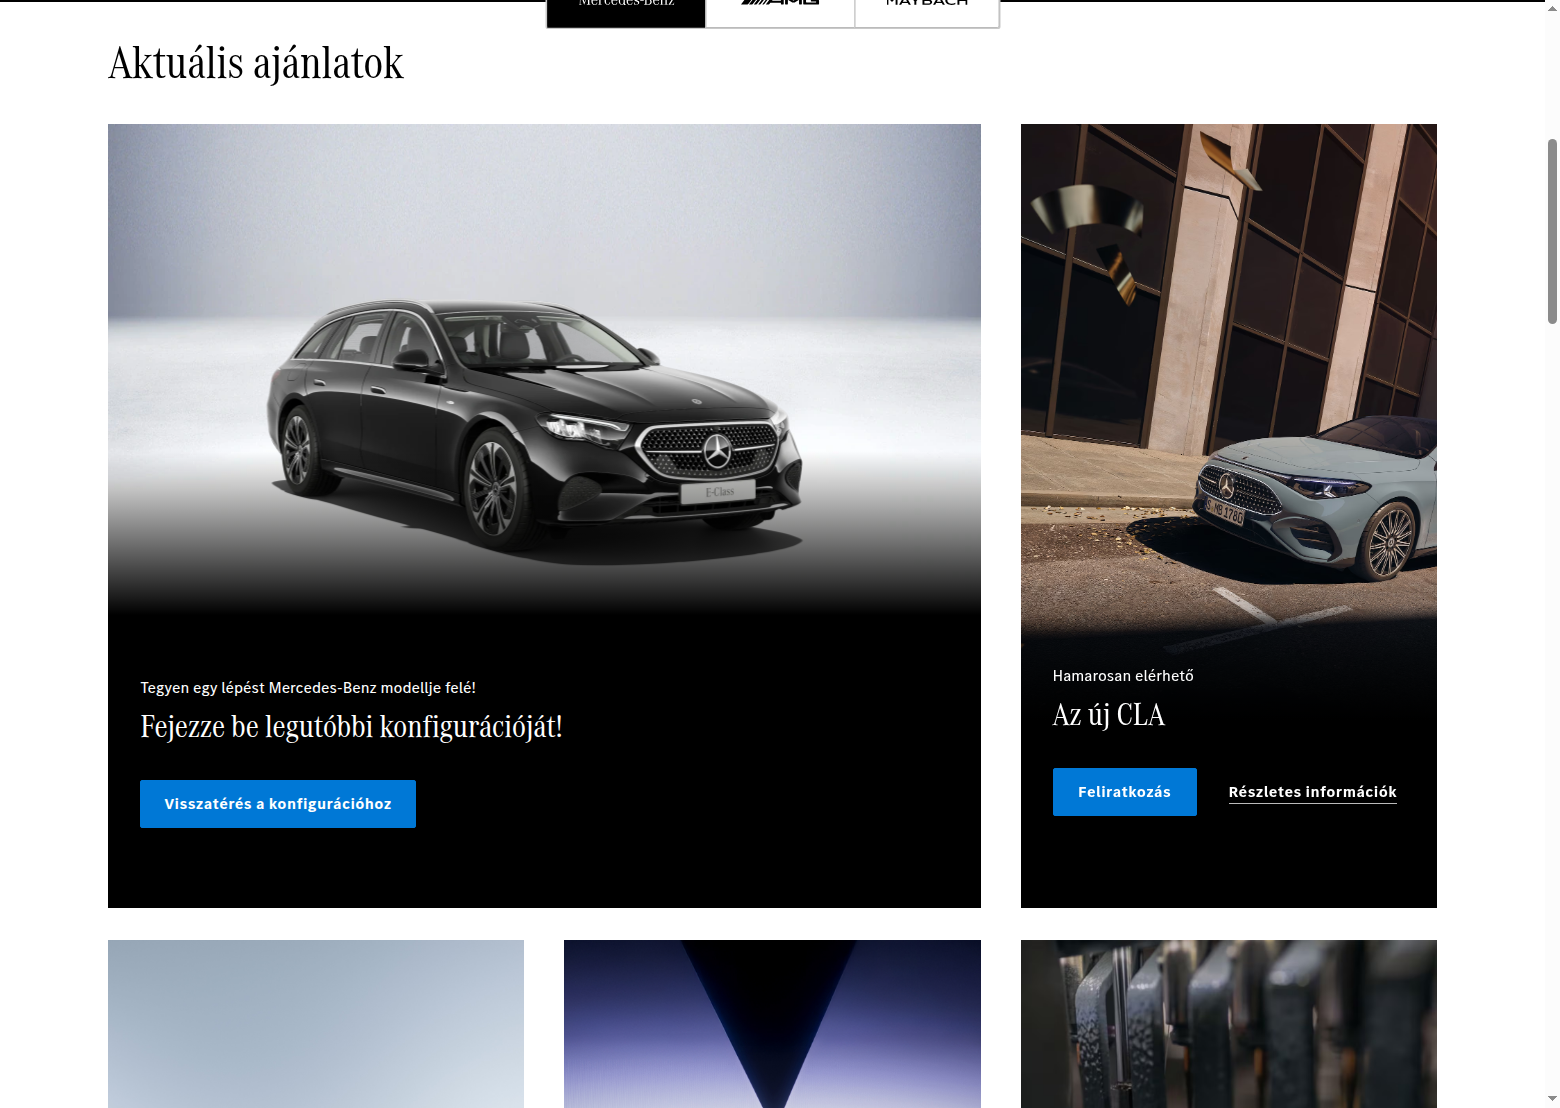 Mercedes-Benz
AMG
MAYBACH
Aktuális ajánlatok
E-Class
Tegyen egy lépést Mercedes-Benz modellje felé!
Fejezze be legutóbbi konfigurációját!
Visszatérés a konfigurációhoz
S MB 1780
Hamarosan elérhető
Az új CLA
Feliratkozás
Részletes információk